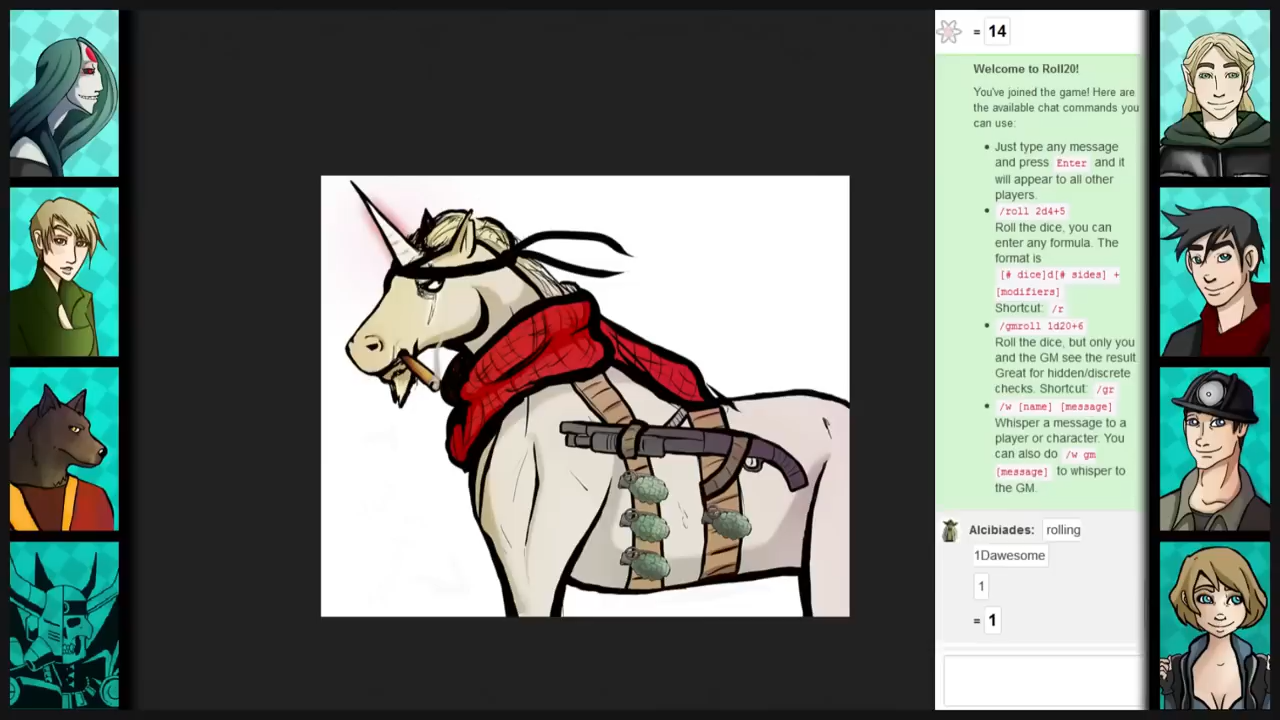 = 14
Welcome to Roll20!
You've joined the game! Here are
the available chat commands you
can use:
Just type any message
and press Enter and it
will appear to all other
players.
/roll 2d4+5
Roll the dice, you can
enter any formula. The
format is
[# dice]d[# sides] +
[modifiers]
Shortcut: /r
/gmroll 1d20+6
Roll the dice, but only you
and the GM see the result
Great for hidden/discrete
checks. Shortcut: /gr
/w [name] [message]
Whisper a message to a
player or character. You
can also do /w gm
[message] to whisper to
the GM.
Alcibiades: rolling
1Dawesome
1
= 1